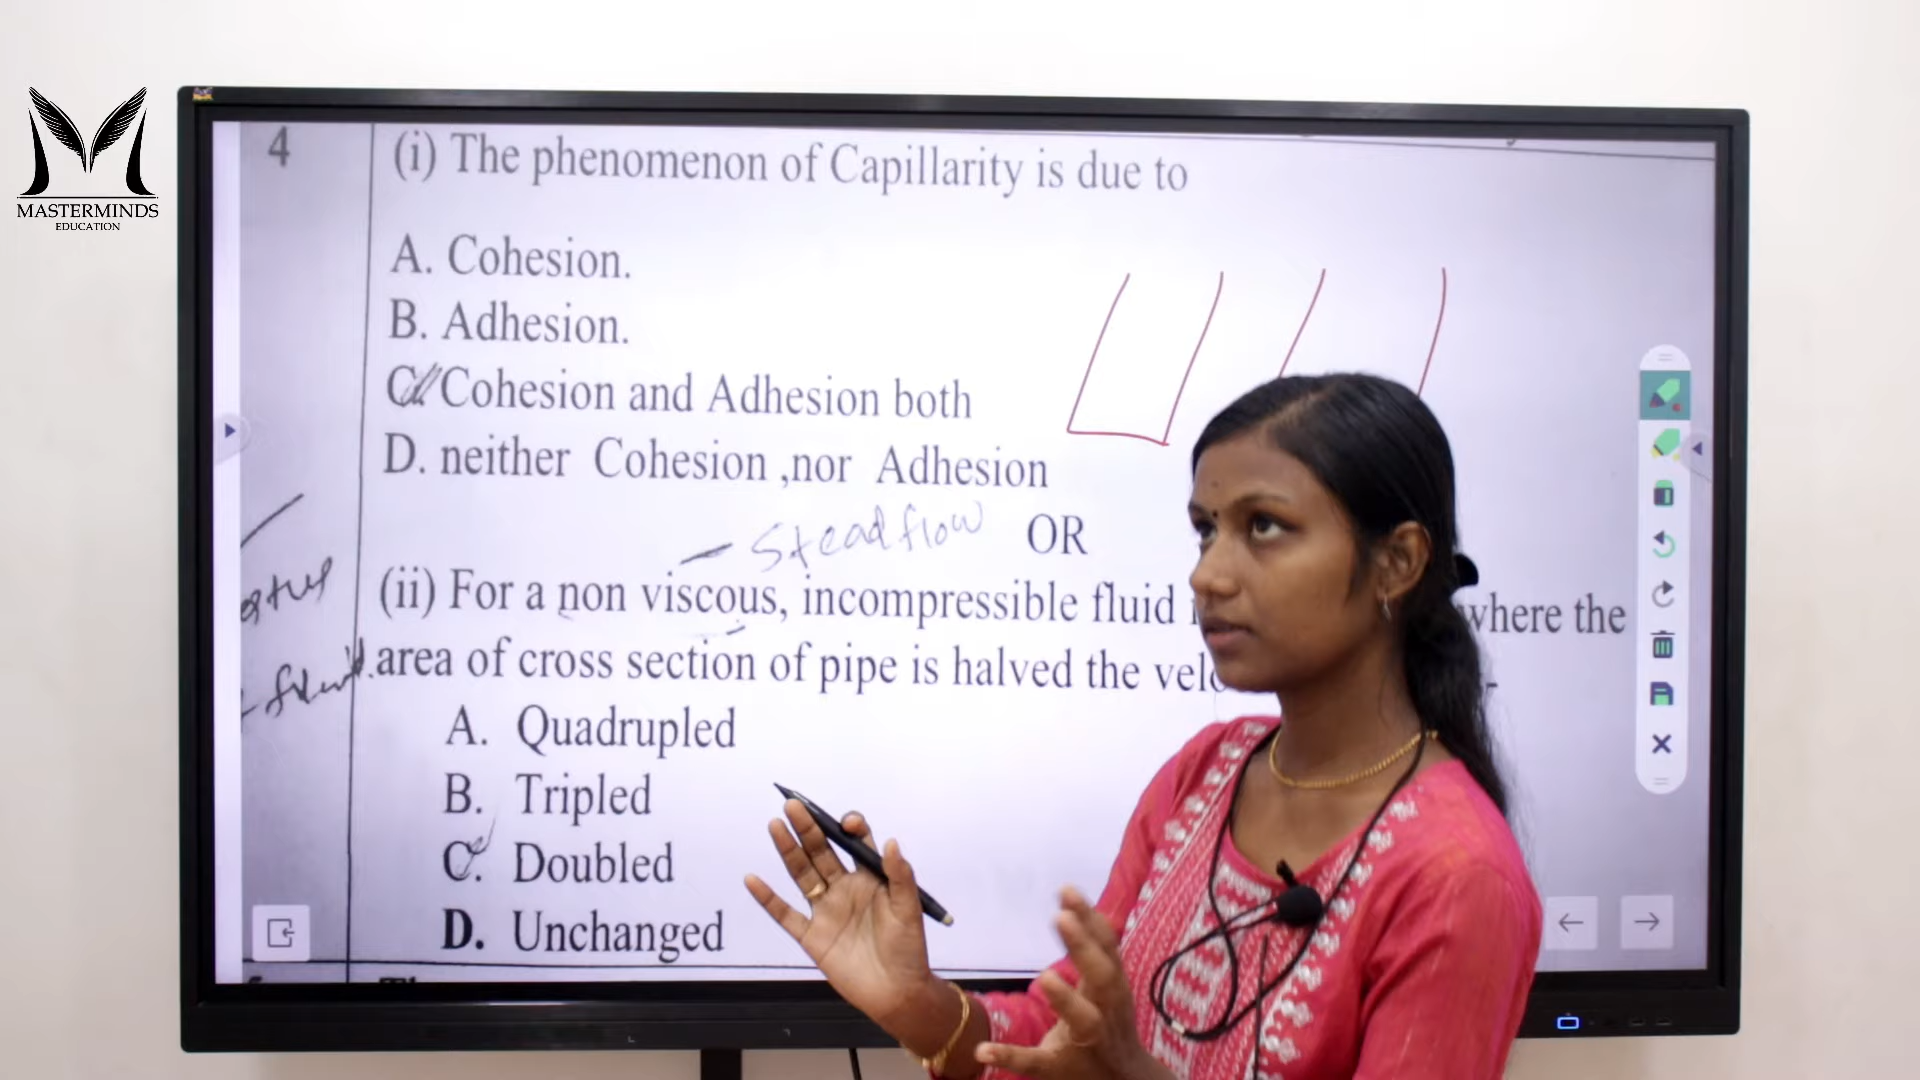 MASTERMINDS
EDUCATION
4 (i) The phenomenon of Capillarity is due to
A. Cohesion.
B. Adhesion.
C. Cohesion and Adhesion both
D. neither Cohesion ,nor Adhesion
Steadflow OR
(ii) For a non viscous, incompressible fluid where the
area of cross section of pipe is halved the
A. Quadrupled
B. Tripled
C. Doubled
D. Unchanged